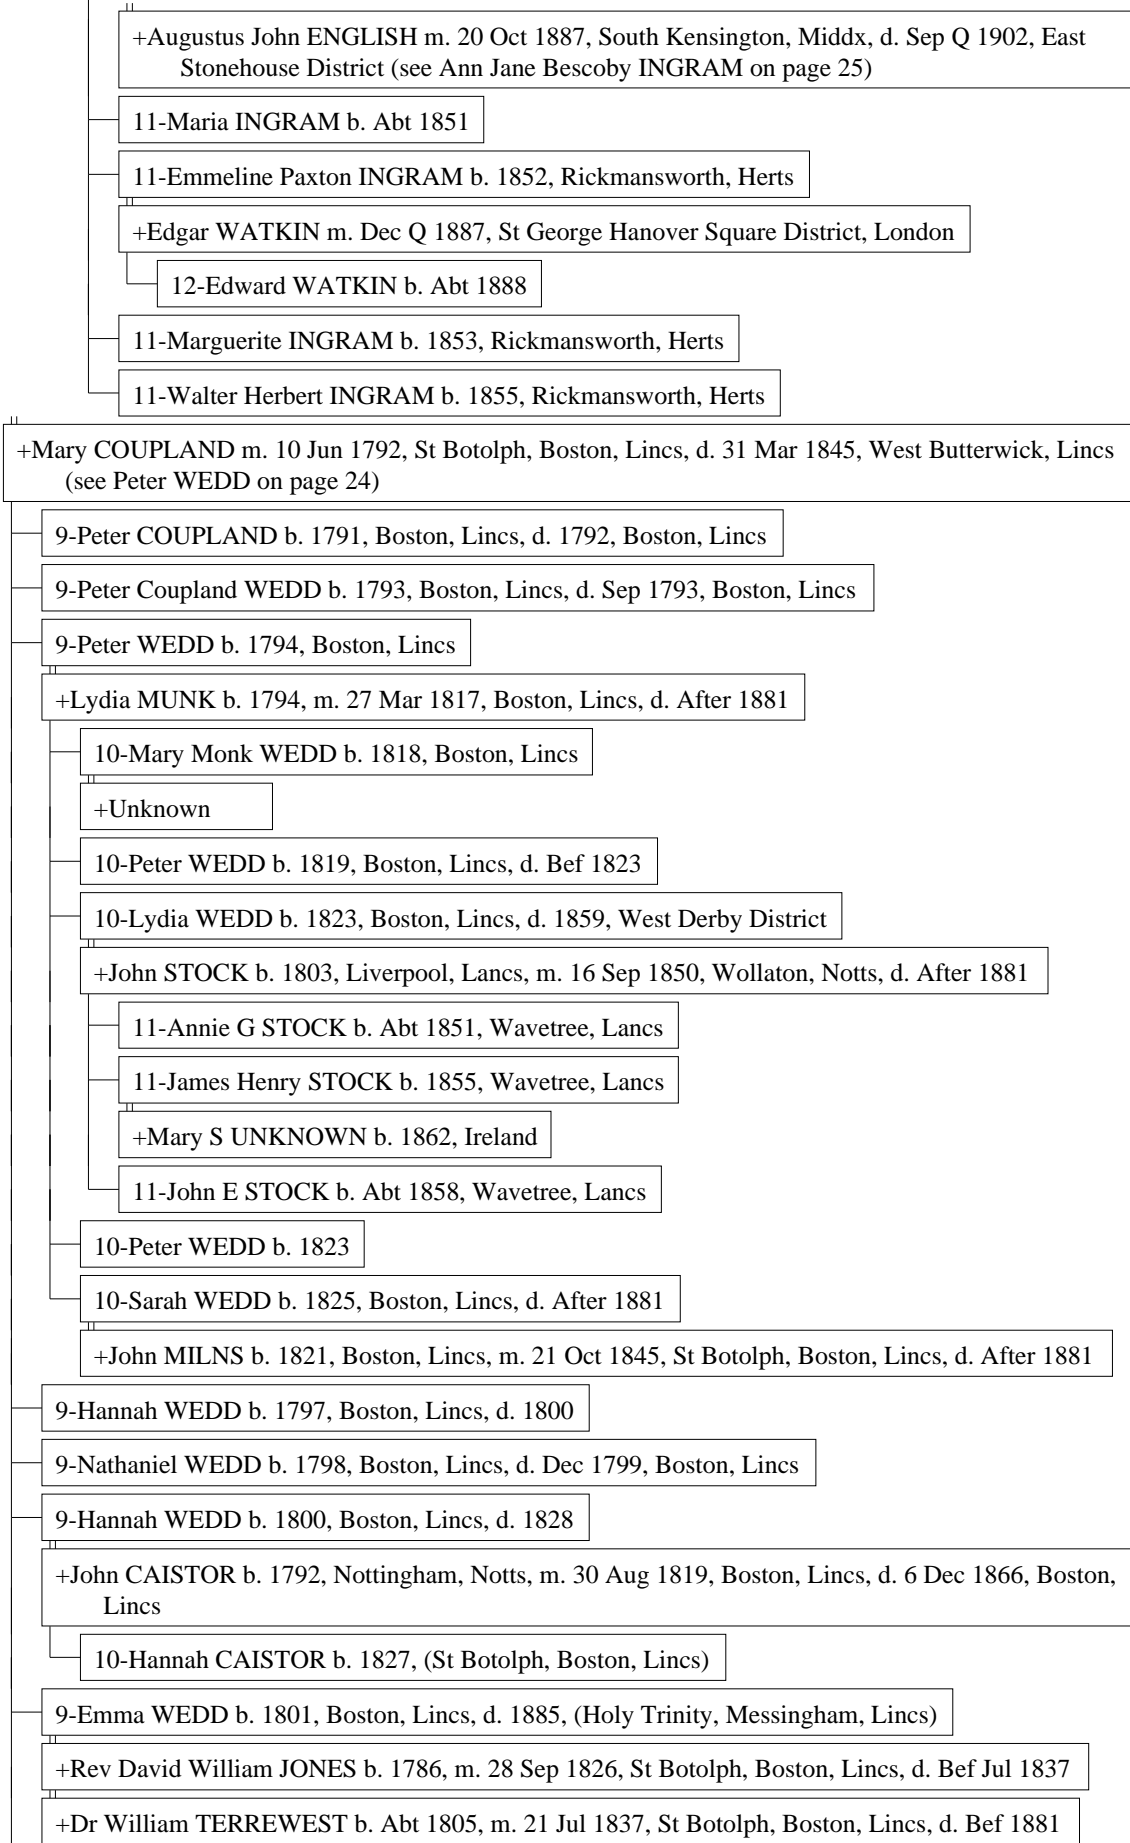 +Augustus John ENGLISH m. 20 Oct 1887, South Kensington, Middx, d. Sep Q 1902, East
Stonehouse District (see Ann Jane Bescoby INGRAM on page 25)
11-Maria INGRAM b. Abt 1851
11-Emmeline Paxton INGRAM b. 1852, Rickmansworth, Herts
+Edgar WATKIN m. Dec Q 1887, St George Hanover Square District, London
12-Edward WATKIN b. Abt 1888
11-Marguerite INGRAM b. 1853, Rickmansworth, Herts
11-Walter Herbert INGRAM b. 1855, Rickmansworth, Herts
+Mary COUPLAND m. 10 Jun 1792, St Botolph, Boston, Lincs, d. 31 Mar 1845, West Butterwick, Lincs
(see Peter WEDD on page 24)
9-Peter COUPLAND b. 1791, Boston, Lincs, d. 1792, Boston, Lincs
9-Peter Coupland WEDD b. 1793, Boston, Lincs, d. Sep 1793, Boston, Lincs
9-Peter WEDD b. 1794, Boston, Lincs
+Lydia MUNK b. 1794, m. 27 Mar 1817, Boston, Lincs, d. After 1881
10-Mary Monk WEDD b. 1818, Boston, Lincs
+Unknown
10-Peter WEDD b. 1819, Boston, Lincs, d. Bef 1823
10-Lydia WEDD b. 1823, Boston, Lincs, d. 1859, West Derby District
+John STOCK b. 1803, Liverpool, Lancs, m. 16 Sep 1850, Wollaton, Notts, d. After 1881
11-Annie G STOCK b. Abt 1851, Wavetree, Lancs
11-James Henry STOCK b. 1855, Wavetree, Lancs
+Mary S UNKNOWN b. 1862, Ireland
11-John E STOCK b. Abt 1858, Wavetree, Lancs
10-Peter WEDD b. 1823
10-Sarah WEDD b. 1825, Boston, Lincs, d. After 1881
+John MILNS b. 1821, Boston, Lincs, m. 21 Oct 1845, St Botolph, Boston, Lincs, d. After 1881
9-Hannah WEDD b. 1797, Boston, Lincs, d. 1800
9-Nathaniel WEDD b. 1798, Boston, Lincs, d. Dec 1799, Boston, Lincs
9-Hannah WEDD b. 1800, Boston, Lincs, d. 1828
+John CAISTOR b. 1792, Nottingham, Notts, m. 30 Aug 1819, Boston, Lincs, d. 6 Dec 1866, Boston,
Lincs
10-Hannah CAISTOR b. 1827, (St Botolph, Boston, Lincs)
9-Emma WEDD b. 1801, Boston, Lincs, d. 1885, (Holy Trinity, Messingham, Lincs)
+Rev David William JONES b. 1786, m. 28 Sep 1826, St Botolph, Boston, Lincs, d. Bef Jul 1837
+Dr William TERREWEST b. Abt 1805, m. 21 Jul 1837, St Botolph, Boston, Lincs, d. Bef 1881